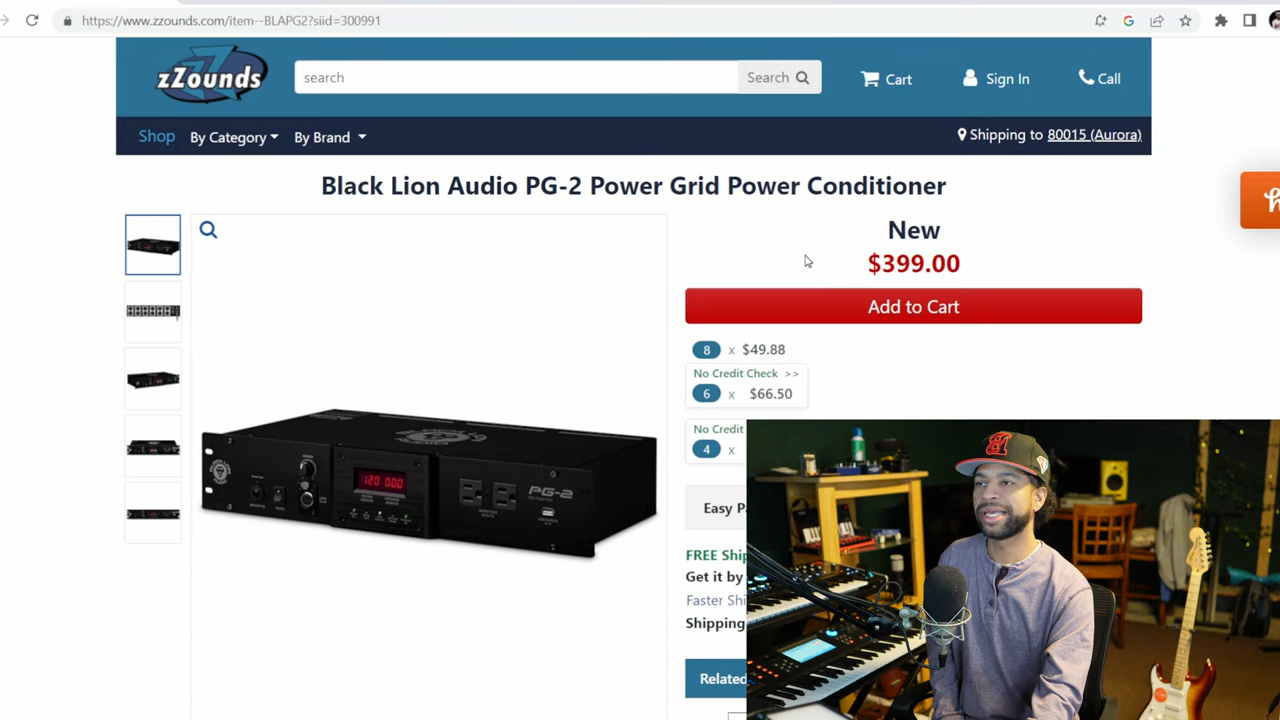 https://www.zzounds.com/item--BLAPG2?siid=300991
zZounds
search
Search
Cart
Sign In
Call
Shop
By Category
By Brand
Shipping to 80015 (Aurora)
Black Lion Audio PG-2 Power Grid Power Conditioner
New
$399.00
Add to Cart
8 x $49.88
No Credit Check >>
6 x $66.50
No Credit
4 x
Easy
FREE
Get it by
Faster
Shipping
Related
120 00.0
PG-2